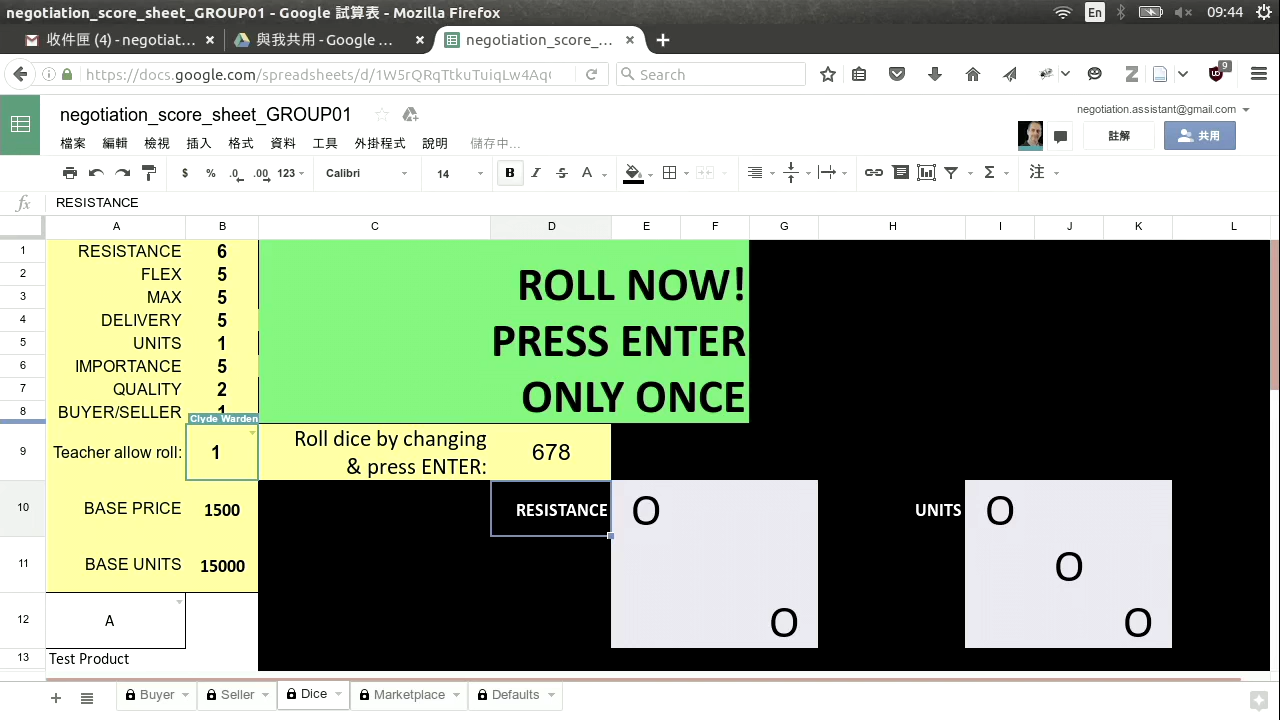 negotiation_score_sheet_GROUP01 - Google 試算表 - Mozilla Firefox
En
09:44
收件匣 (4) - negotiat... ×
與我共用 - Google ... ×
negotiation_score_s... ×
https://docs.google.com/spreadsheets/d/1W5rQRqTtkuTuiqLw4Aq
Search
9
negotiation_score_sheet_GROUP01
negotiation.assistant@gmail.com
檔案 編輯 檢視 插入 格式 資料 工具 外掛程式 說明 儲存中…
註解
共用
$ % .0 .00 123 Calibri 14 B I S A Σ 注
fx RESISTANCE
A B C D E F G H I J K L
1 RESISTANCE 6
2 FLEX 5
3 MAX 5
4 DELIVERY 5
5 UNITS 1
6 IMPORTANCE 5
7 QUALITY 2
8 BUYER/SELLER 1
ROLL NOW!
PRESS ENTER
ONLY ONCE
Clyde Warden
9 Teacher allow roll: 1
Roll dice by changing
& press ENTER:
678
10 BASE PRICE 1500 RESISTANCE O UNITS O
11 BASE UNITS 15000 O
12 A O O
13 Test Product
+ Buyer Seller Dice Marketplace Defaults